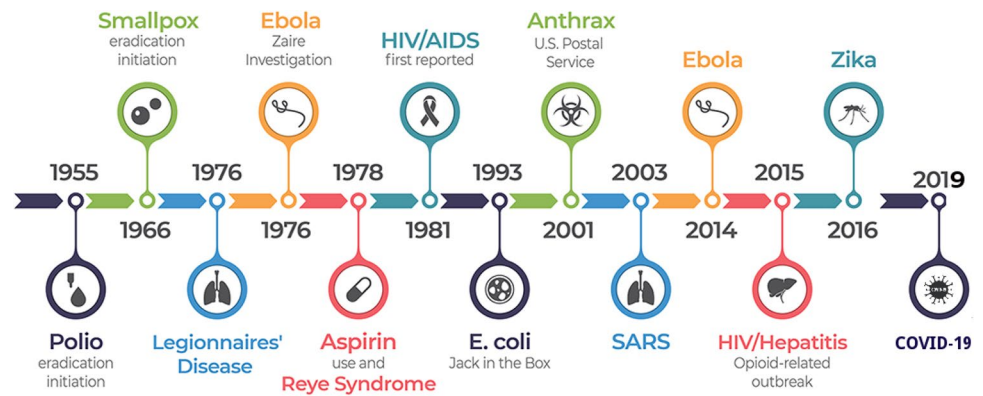 Smallpox
eradication
initiation
Ebola
Zaire
Investigation
HIV/AIDS
first reported
Anthrax
U.S. Postal
Service
Ebola
Zika
1955
1976
1978
1993
2003
2015
2019
1966
1976
1981
2001
2014
2016
Polio
eradication
initiation
Legionnaires'
Disease
Aspirin
use and
Reye Syndrome
E. coli
Jack in the Box
SARS
HIV/Hepatitis
Opioid-related
outbreak
COVID-19